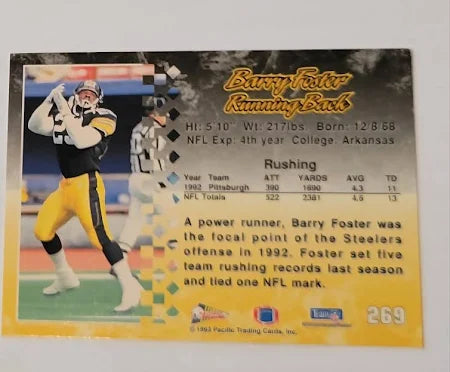 Barry Foster
Running Back
Ht: 5'10" Wt: 217lbs. Born: 12/8/68
NFL Exp: 4th year College: Arkansas
Rushing
Year Team ATT YARDS AVG TD
1992 Pittsburgh 390 1690 4.3 11
NFL Totals 522 2381 4.5 13
A power runner, Barry Foster was
the focal point of the Steelers
offense in 1992. Foster set five
team rushing records last season
and tied one NFL mark.
© 1993 Pacific Trading Cards, Inc.
269